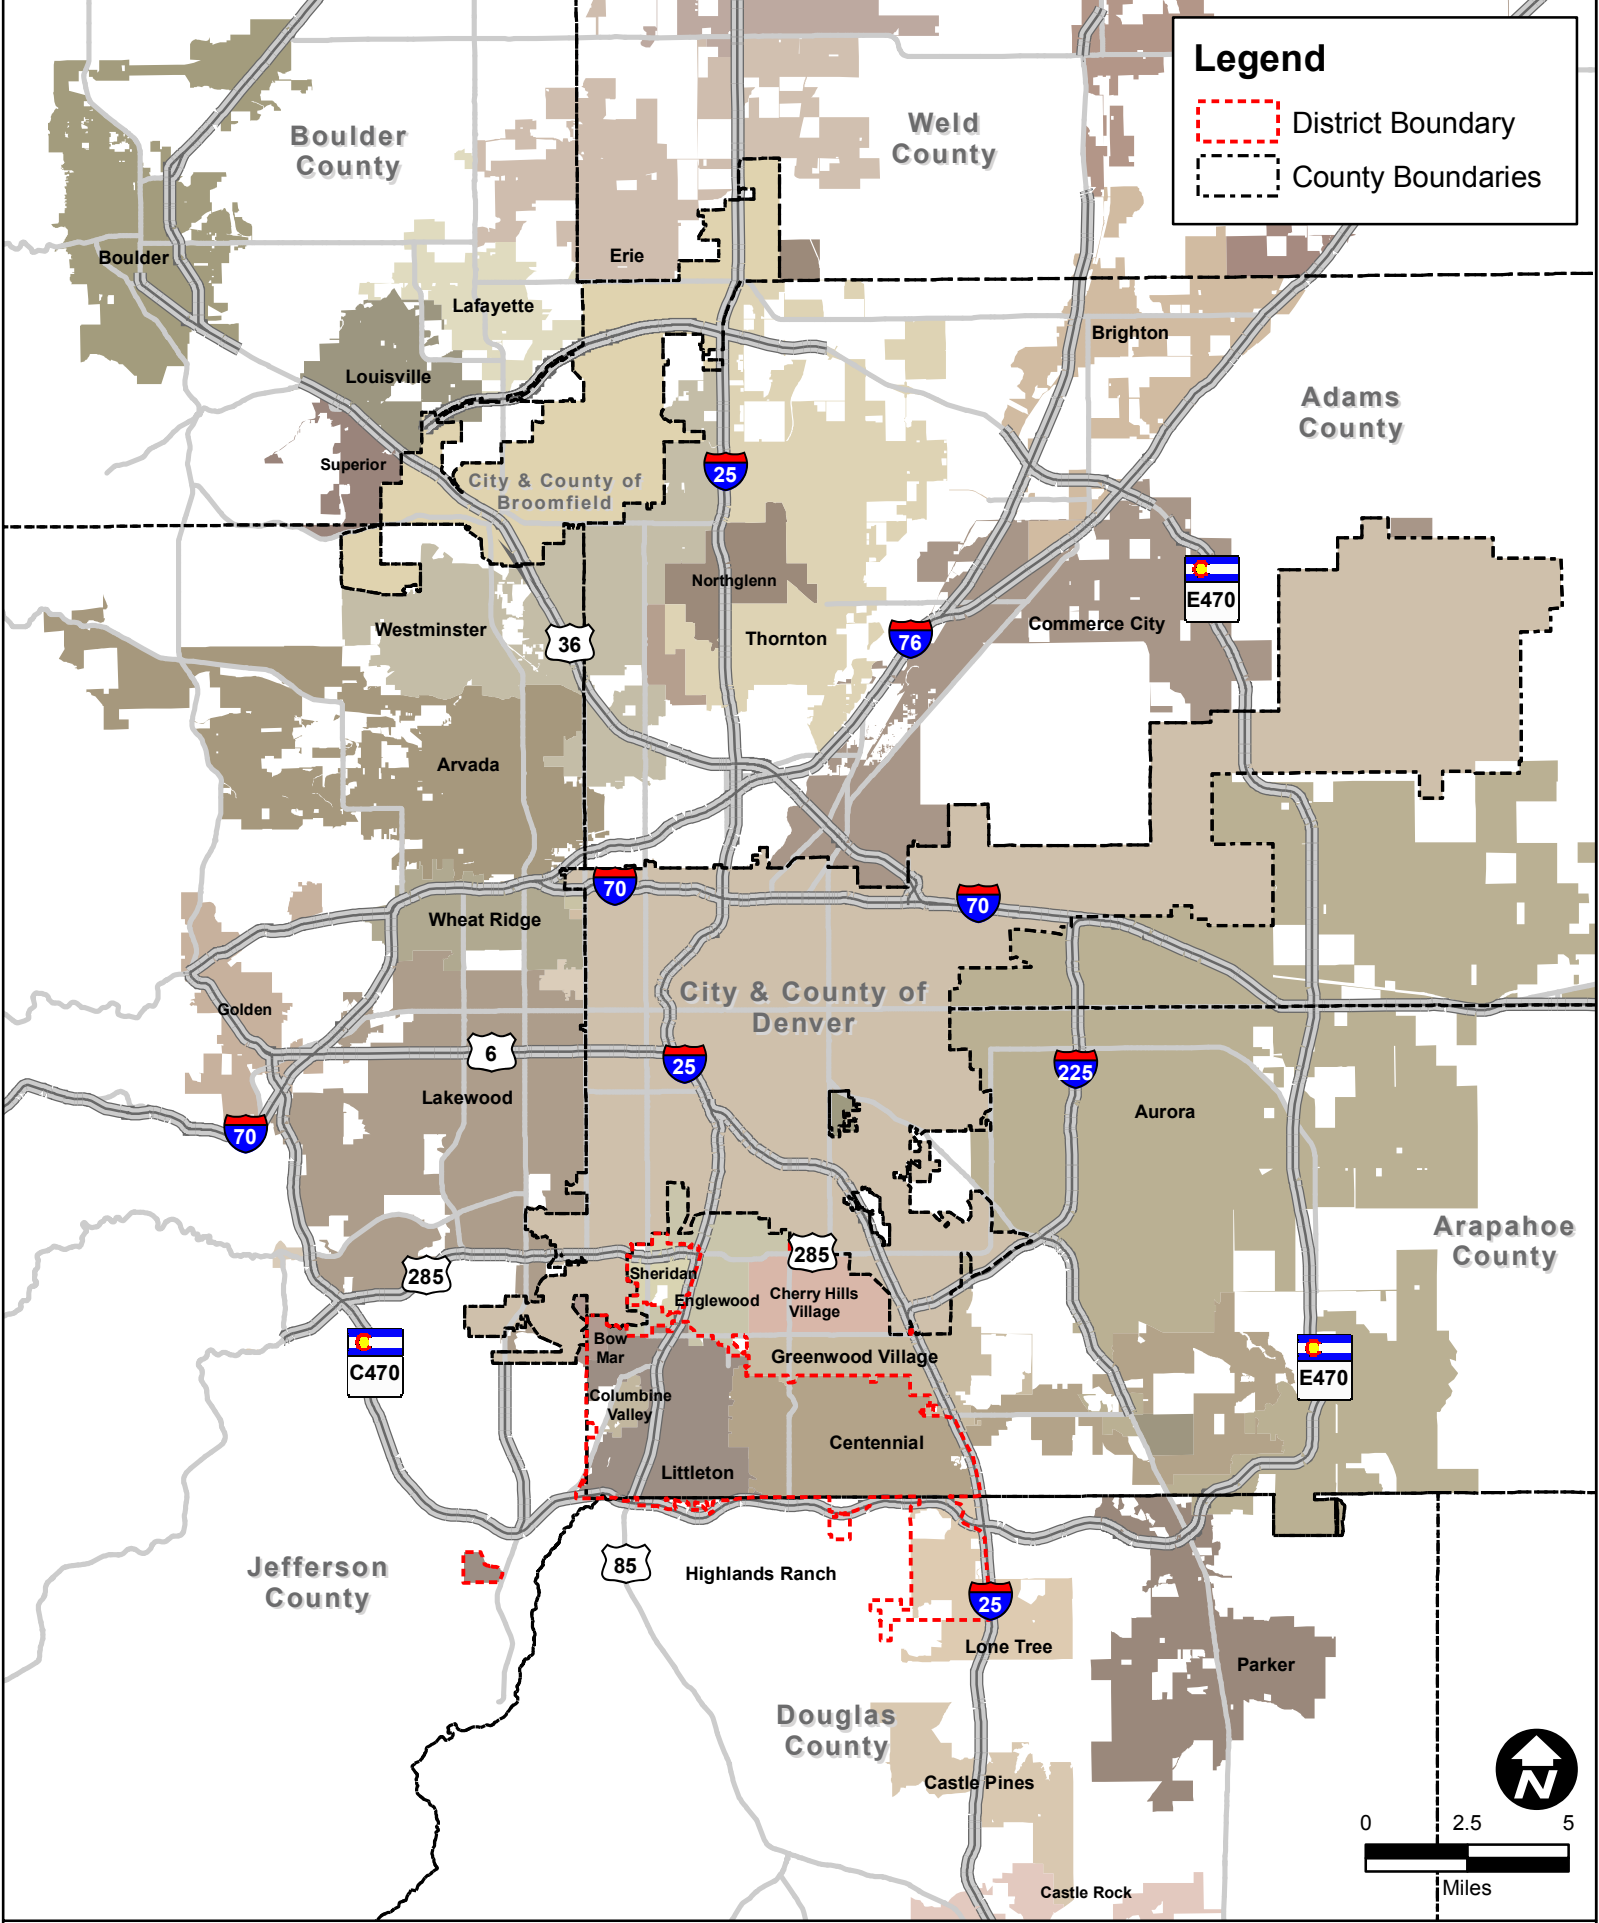 Legend
District Boundary
County Boundaries
Boulder
County
Weld
County
Boulder
Erie
Lafayette
Brighton
Louisville
Adams
County
Superior
25
City & County of
Broomfield
Northglenn
E470
Westminster
36
Thornton
76
Commerce City
Arvada
70
70
Wheat Ridge
City & County of
Denver
Golden
6
25
225
Lakewood
Aurora
70
Arapahoe
County
285
285
Sheridan
Englewood
Cherry Hills
Village
Bow
Mar
Greenwood Village
C470
E470
Columbine
Valley
Centennial
Littleton
Jefferson
County
85
Highlands Ranch
25
Lone Tree
Parker
Douglas
County
Castle Pines
N
0 2.5 5
Miles
Castle Rock